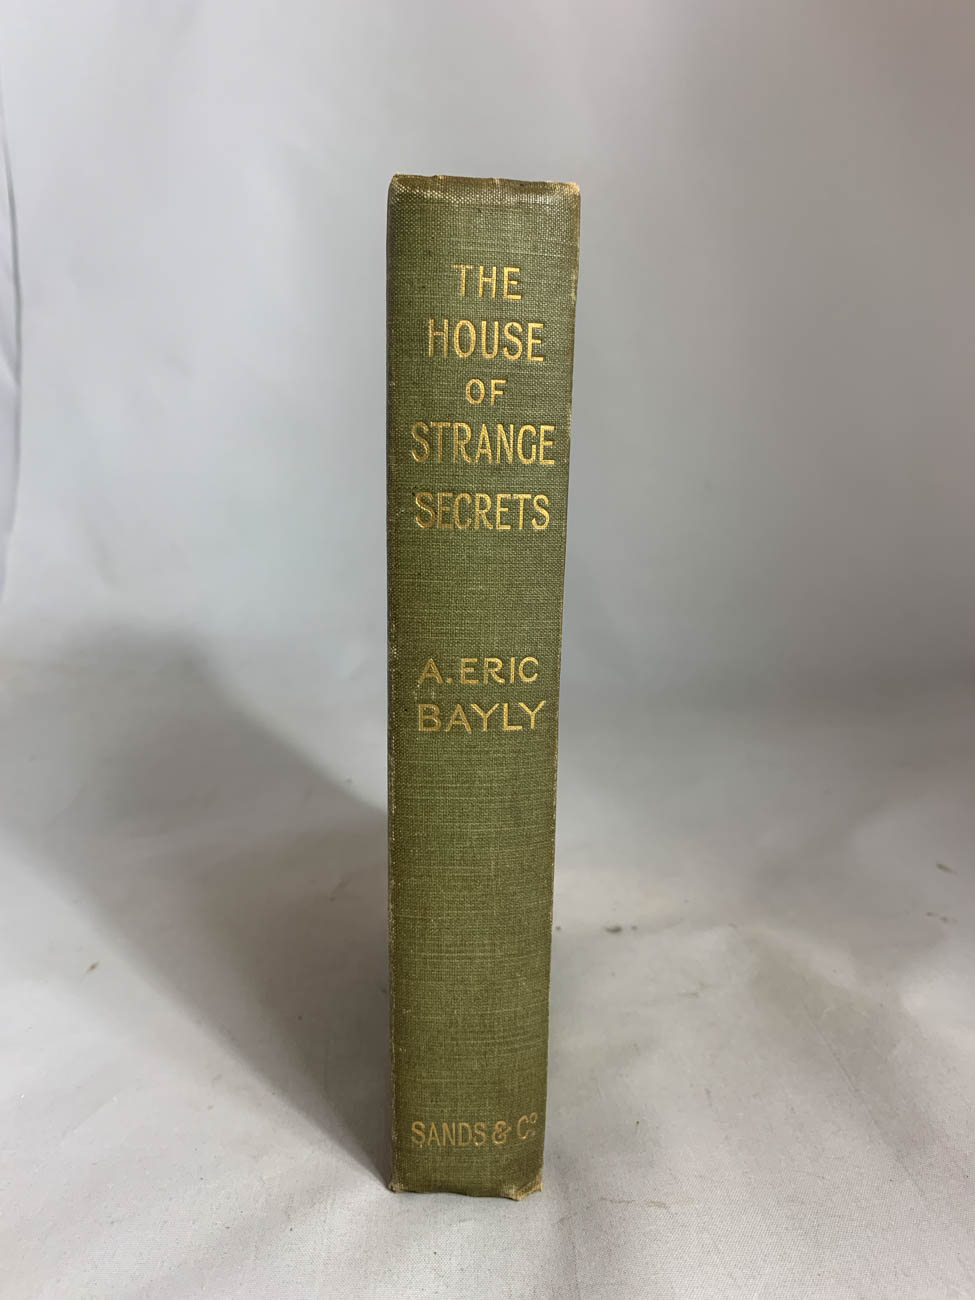 THE
HOUSE
OF
STRANGE
SECRETS
A. ERIC
BAYLY
SANDS & Cº